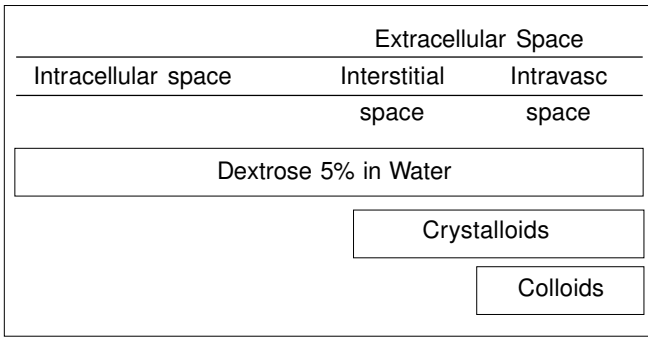 Extracellular Space
Intracellular space Interstitial Intravasc
space space
Dextrose 5% in Water
Crystalloids
Colloids